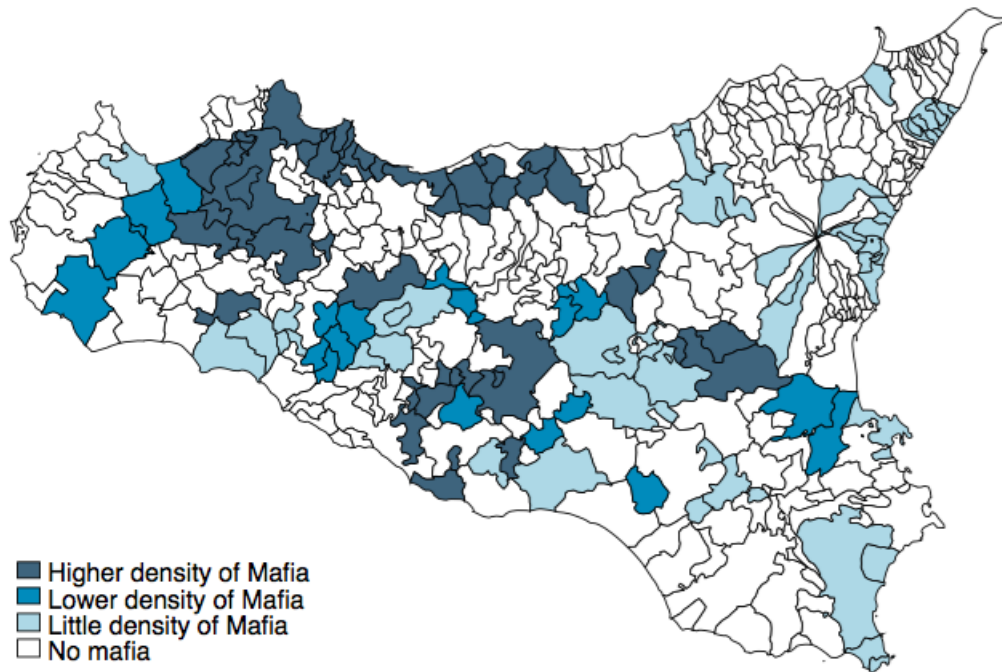 Higher density of Mafia
Lower density of Mafia
Little density of Mafia
No mafia